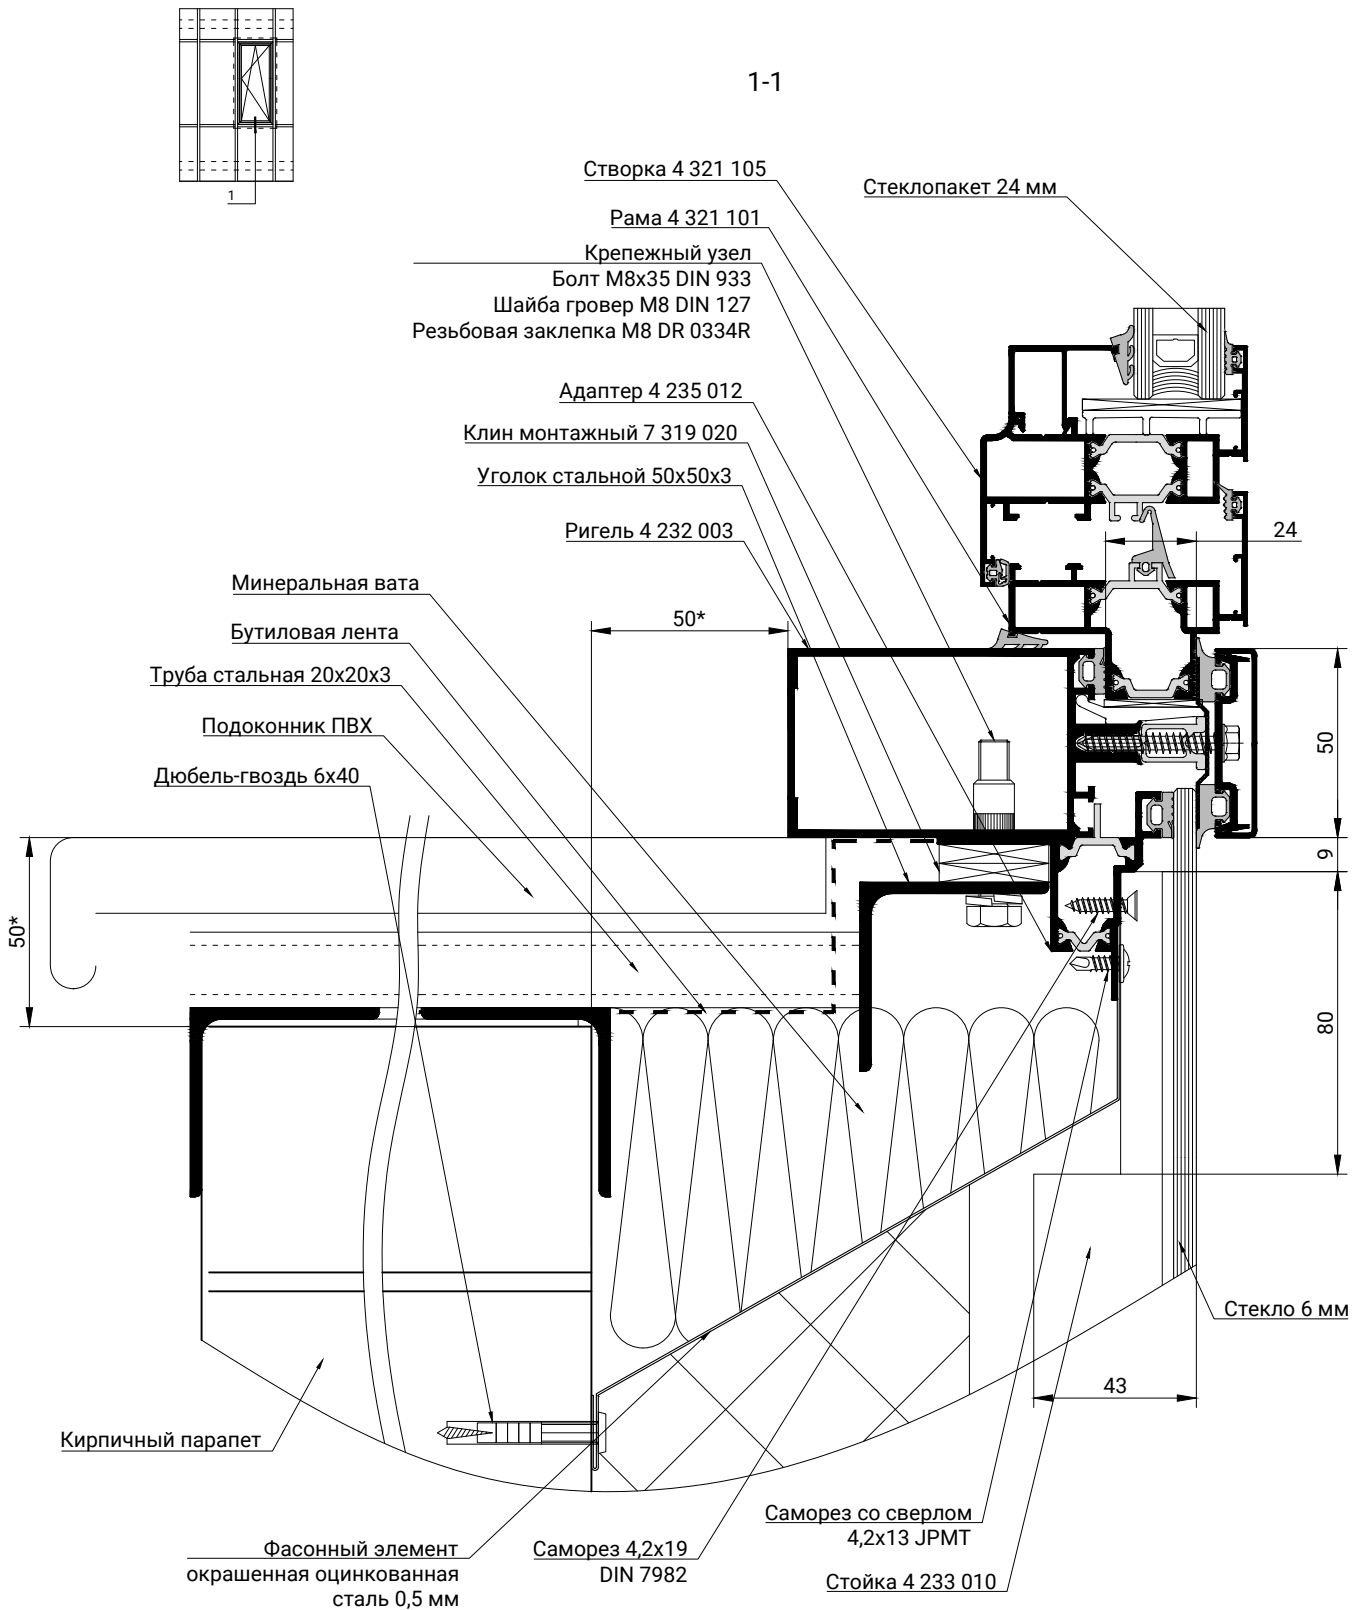 1-1
1
Створка 4 321 105
Стеклопакет 24 мм
Рама 4 321 101
Крепежный узел
Болт М8х35 DIN 933
Шайба гровер М8 DIN 127
Резьбовая заклепка М8 DR 0334R
Адаптер 4 235 012
Клин монтажный 7 319 020
Уголок стальной 50х50х3
Ригель 4 232 003
24
Минеральная вата
50*
Бутиловая лента
Труба стальная 20х20х3
Подоконник ПВХ
50
Дюбель-гвоздь 6х40
9
50*
80
Стекло 6 мм
43
Кирпичный парапет
Саморез со сверлом
4,2х13 JPMT
Фасонный элемент
окрашенная оцинкованная
сталь 0,5 мм
Саморез 4,2х19
DIN 7982
Стойка 4 233 010